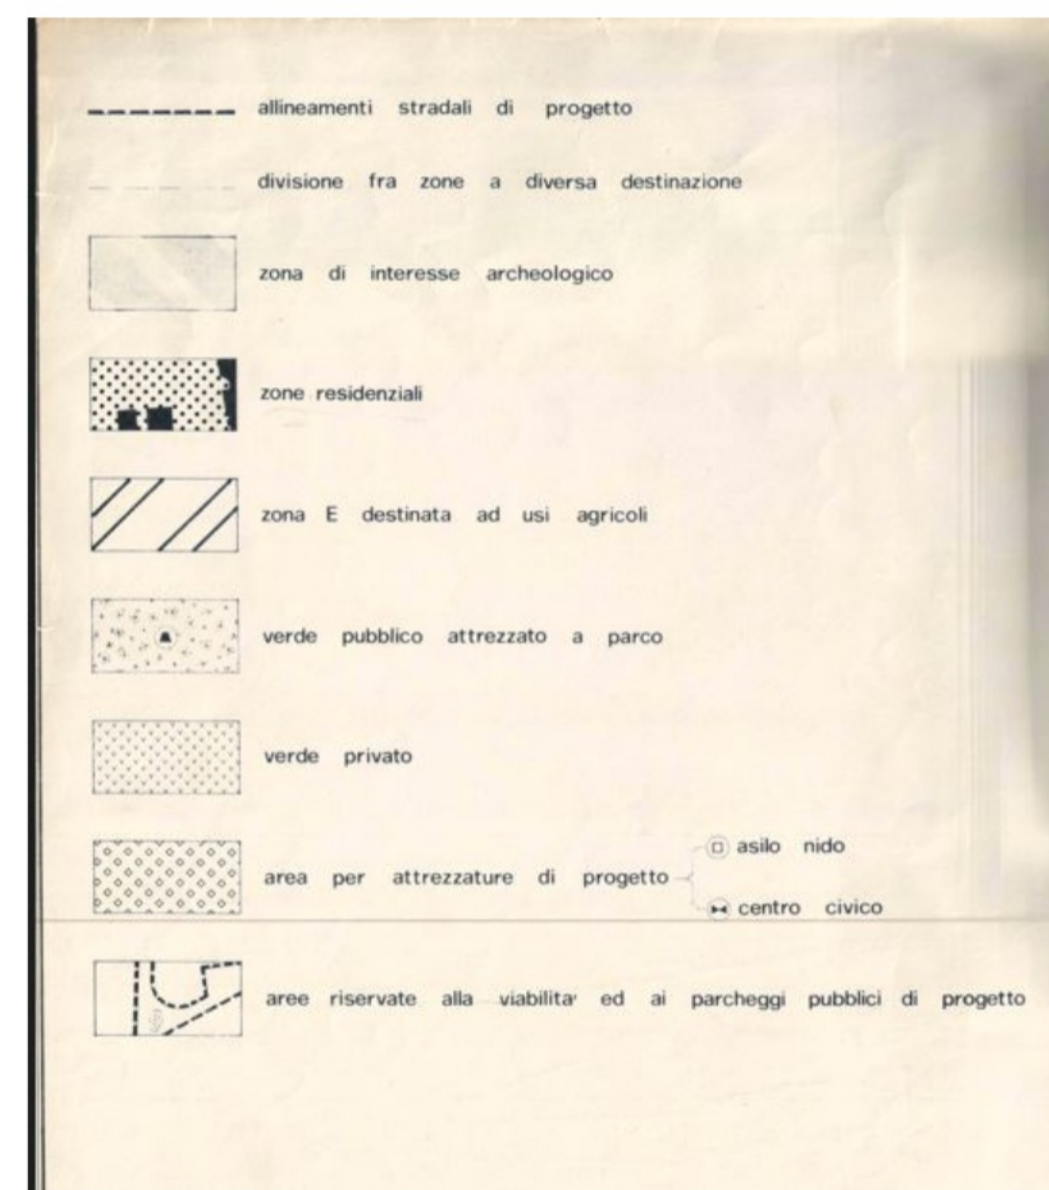 allineamenti stradali di progetto
divisione fra zone a diversa destinazione
zona di interesse archeologico
zone residenziali
zona E destinata ad usi agricoli
verde pubblico attrezzato a parco
verde privato
area per attrezzature di progetto
asilo nido
centro civico
aree riservate alla viabilita' ed ai parcheggi pubblici di progetto